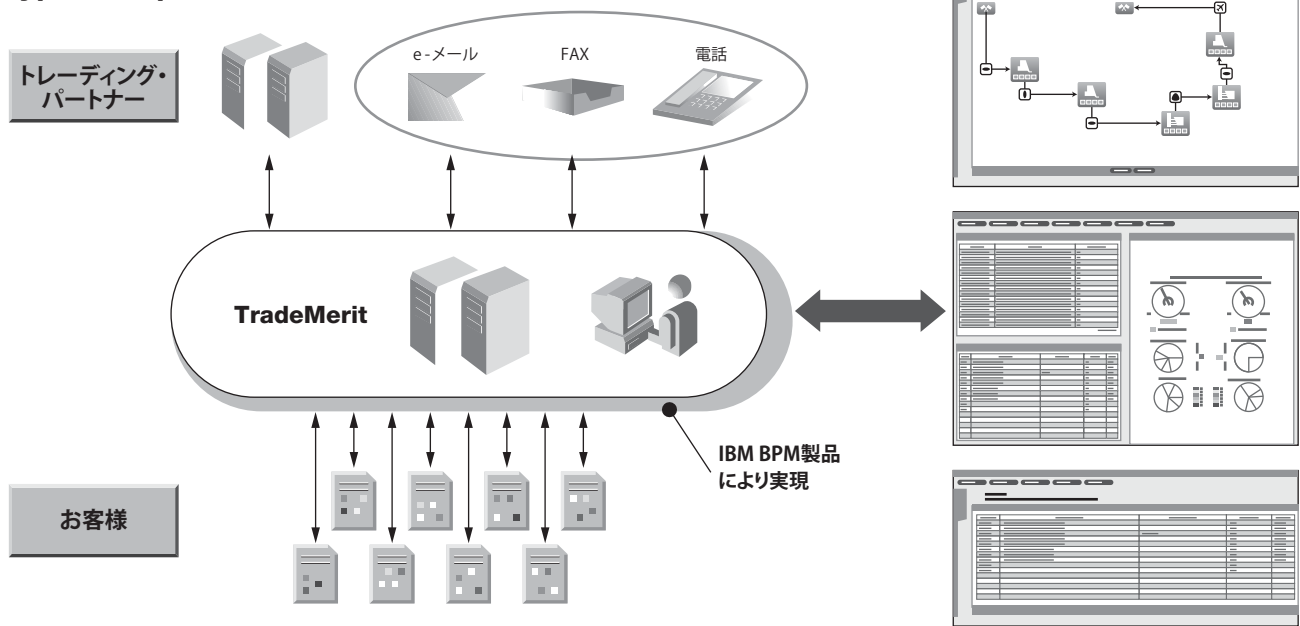 トレーディング・
パートナー
e-メール
FAX
電話
TradeMerit
IBM BPM製品
により実現
お客様